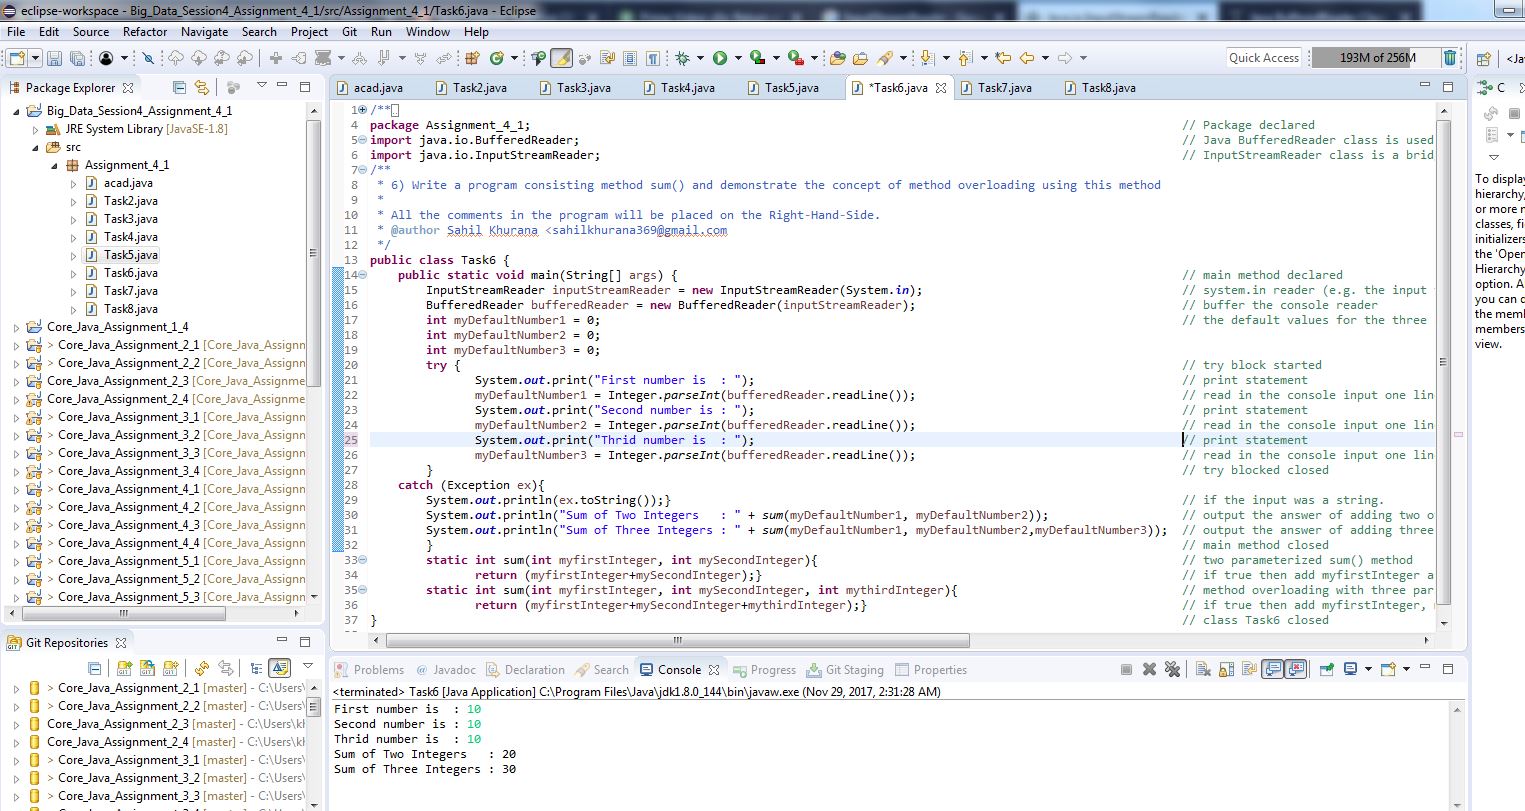 eclipse-workspace - Big_Data_Session4_Assignment_4_1/src/Assignment_4_1/Task6.java - Eclipse
File Edit Source Refactor Navigate Search Project Git Run Window Help
Quick Access 193M of 256M
Package Explorer
Big_Data_Session4_Assignment_4_1
JRE System Library [JavaSE-1.8]
src
Assignment_4_1
acad.java
Task2.java
Task3.java
Task4.java
Task5.java
Task6.java
Task7.java
Task8.java
Core_Java_Assignment_1_4
> Core_Java_Assignment_2_1 [Core_Java_Assignn
> Core_Java_Assignment_2_2 [Core_Java_Assignn
Core_Java_Assignment_2_3 [Core_Java_Assignme
Core_Java_Assignment_2_4 [Core_Java_Assignme
> Core_Java_Assignment_3_1 [Core_Java_Assignn
> Core_Java_Assignment_3_2 [Core_Java_Assignn
> Core_Java_Assignment_3_3 [Core_Java_Assignn
> Core_Java_Assignment_3_4 [Core_Java_Assignn
> Core_Java_Assignment_4_1 [Core_Java_Assignn
> Core_Java_Assignment_4_2 [Core_Java_Assignn
> Core_Java_Assignment_4_3 [Core_Java_Assignn
> Core_Java_Assignment_4_4 [Core_Java_Assignn
> Core_Java_Assignment_5_1 [Core_Java_Assignn
> Core_Java_Assignment_5_2 [Core_Java_Assignn
> Core_Java_Assignment_5_3 [Core_Java_Assignn
Git Repositories
> Core_Java_Assignment_2_1 [master] - C:\Users'
> Core_Java_Assignment_2_2 [master] - C:\Users'
Core_Java_Assignment_2_3 [master] - C:\Users\kh
Core_Java_Assignment_2_4 [master] - C:\Users\kh
> Core_Java_Assignment_3_1 [master] - C:\Users'
> Core_Java_Assignment_3_2 [master] - C:\Users'
> Core_Java_Assignment_3_3 [master] - C:\Users'
acad.java Task2.java Task3.java Task4.java Task5.java *Task6.java Task7.java Task8.java
1 /**
4 package Assignment_4_1; // Package declared
5 import java.io.BufferedReader; // Java BufferedReader class is used
6 import java.io.InputStreamReader; // InputStreamReader class is a brid
7 /**
8 * 6) Write a program consisting method sum() and demonstrate the concept of method overloading using this method
9 *
10 * All the comments in the program will be placed on the Right-Hand-Side.
11 * @author Sahil Khurana <sahilkhurana369@gmail.com
12 */
13 public class Task6 {
14 public static void main(String[] args) { // main method declared
15 InputStreamReader inputStreamReader = new InputStreamReader(System.in); // system.in reader (e.g. the input
16 BufferedReader bufferedReader = new BufferedReader(inputStreamReader); // buffer the console reader
17 int myDefaultNumber1 = 0; // the default values for the three
18 int myDefaultNumber2 = 0;
19 int myDefaultNumber3 = 0;
20 try { // try block started
21 System.out.print("First number is  : "); // print statement
22 myDefaultNumber1 = Integer.parseInt(bufferedReader.readLine()); // read in the console input one lin
23 System.out.print("Second number is : "); // print statement
24 myDefaultNumber2 = Integer.parseInt(bufferedReader.readLine()); // read in the console input one lin
25 System.out.print("Thrid number is  : "); // print statement
26 myDefaultNumber3 = Integer.parseInt(bufferedReader.readLine()); // read in the console input one lin
27 } // try blocked closed
28 catch (Exception ex){
29 System.out.println(ex.toString());} // if the input was a string.
30 System.out.println("Sum of Two Integers   : " + sum(myDefaultNumber1, myDefaultNumber2)); // output the answer of adding two o
31 System.out.println("Sum of Three Integers : " + sum(myDefaultNumber1, myDefaultNumber2,myDefaultNumber3)); // output the answer of adding three
32 } // main method closed
33 static int sum(int myfirstInteger, int mySecondInteger){ // two parameterized sum() method
34 return (myfirstInteger+mySecondInteger);} // if true then add myfirstInteger a
35 static int sum(int myfirstInteger, int mySecondInteger, int mythirdInteger){ // method overloading with three par
36 return (myfirstInteger+mySecondInteger+mythirdInteger);} // if true then add myfirstInteger,
37 } // class Task6 closed
Problems Javadoc Declaration Search Console Progress Git Staging Properties
<terminated> Task6 [Java Application] C:\Program Files\Java\jdk1.8.0_144\bin\javaw.exe (Nov 29, 2017, 2:31:28 AM)
First number is  : 10
Second number is : 10
Thrid number is  : 10
Sum of Two Integers   : 20
Sum of Three Integers : 30
To display
hierarchy,
or more n
classes, fi
initializers
the 'Open
Hierarchy
option. A
you can d
the memb
members
view.